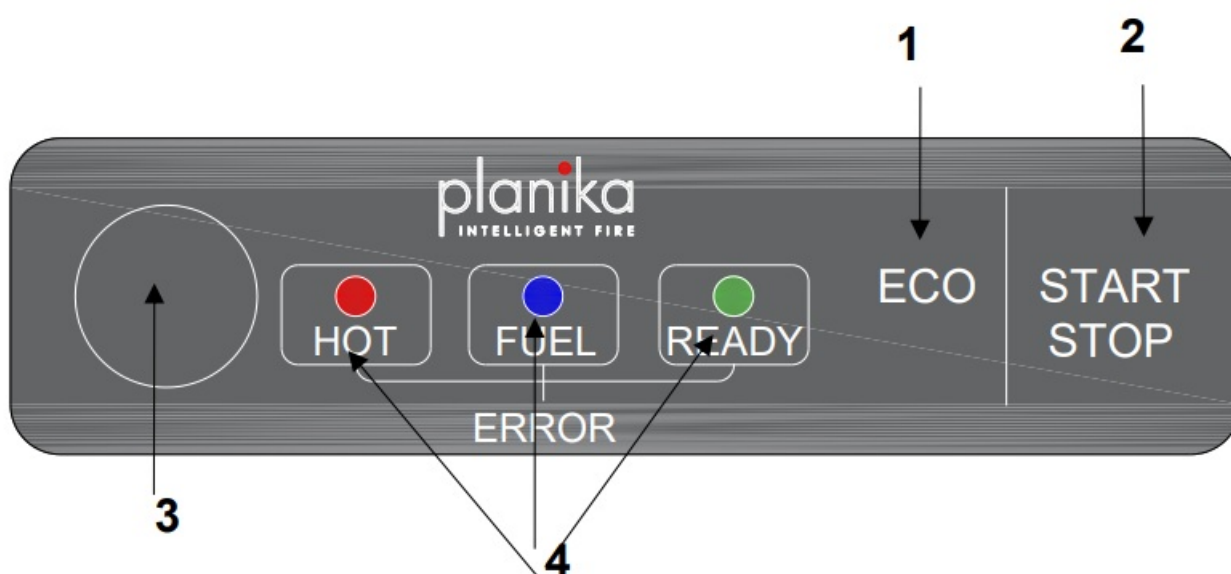 1
2
planika
INTELLIGENT FIRE
HOT
FUEL
READY
ECO
START
STOP
ERROR
3
4